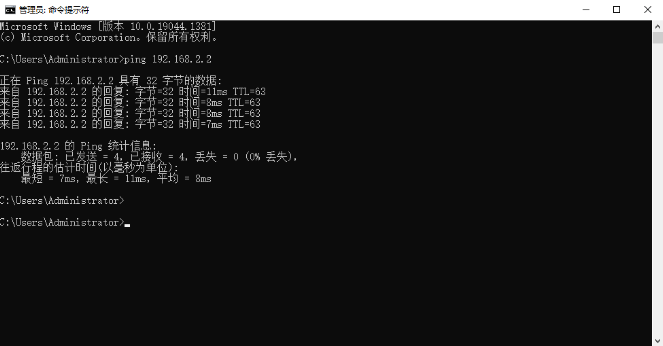 管理员: 命令提示符
Microsoft Windows [版本 10.0.19044.1381]
(c) Microsoft Corporation。保留所有权利。
C:\Users\Administrator>ping 192.168.2.2
正在 Ping 192.168.2.2 具有 32 字节的数据:
来自 192.168.2.2 的回复: 字节=32 时间=11ms TTL=63
来自 192.168.2.2 的回复: 字节=32 时间=8ms TTL=63
来自 192.168.2.2 的回复: 字节=32 时间=8ms TTL=63
来自 192.168.2.2 的回复: 字节=32 时间=7ms TTL=63
192.168.2.2 的 Ping 统计信息:
数据包: 已发送 = 4，已接收 = 4，丢失 = 0 (0% 丢失)，
往返行程的估计时间(以毫秒为单位):
最短 = 7ms，最长 = 11ms，平均 = 8ms
C:\Users\Administrator>
C:\Users\Administrator>